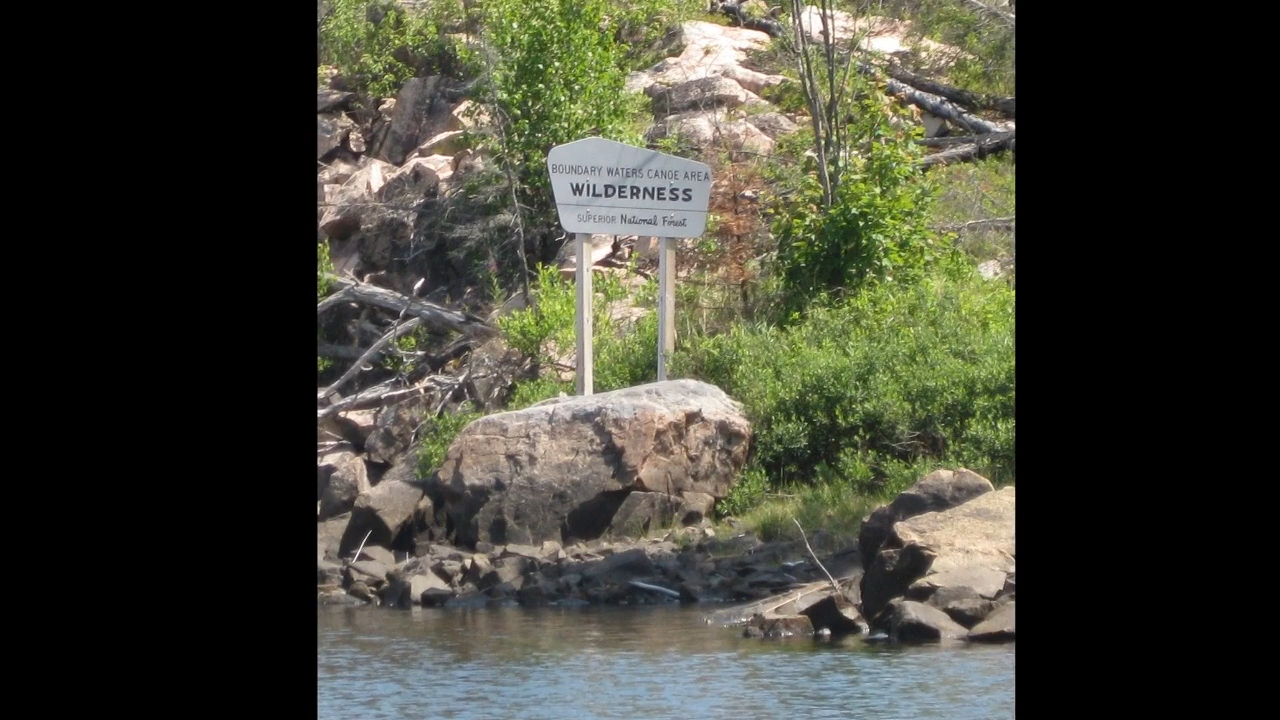 BOUNDARY WATERS CANOE AREA
WILDERNESS
SUPERIOR National Forest